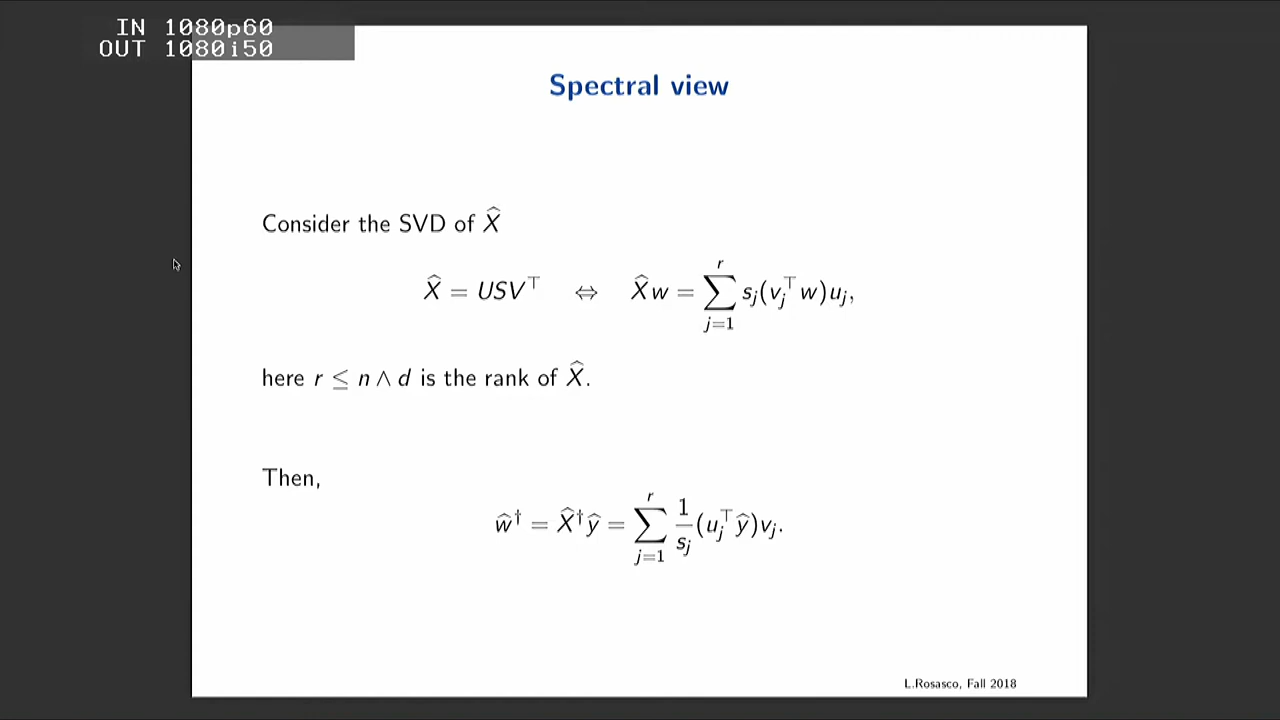 IN 1080p60
OUT 1080i50
Spectral view
Consider the SVD of X̂
X̂ = USV⊤ ⇔ X̂w = ∑_{j=1}^{r} s_j(v_j⊤w)u_j,
here r ≤ n ∧ d is the rank of X̂.
Then,
ŵ† = X̂†ŷ = ∑_{j=1}^{r} \frac{1}{s_j}(u_j⊤ŷ)v_j.
L.Rosasco, Fall 2018